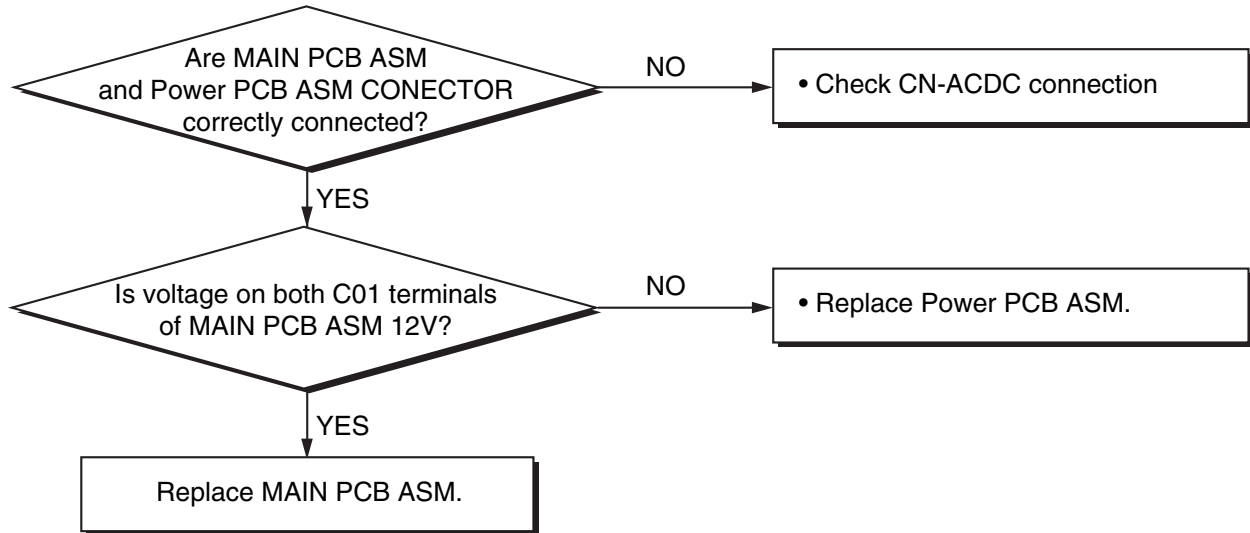 Are MAIN PCB ASM
and Power PCB ASM CONECTOR
correctly connected?
NO
• Check CN-ACDC connection
YES
Is voltage on both C01 terminals
of MAIN PCB ASM 12V?
NO
• Replace Power PCB ASM.
YES
Replace MAIN PCB ASM.